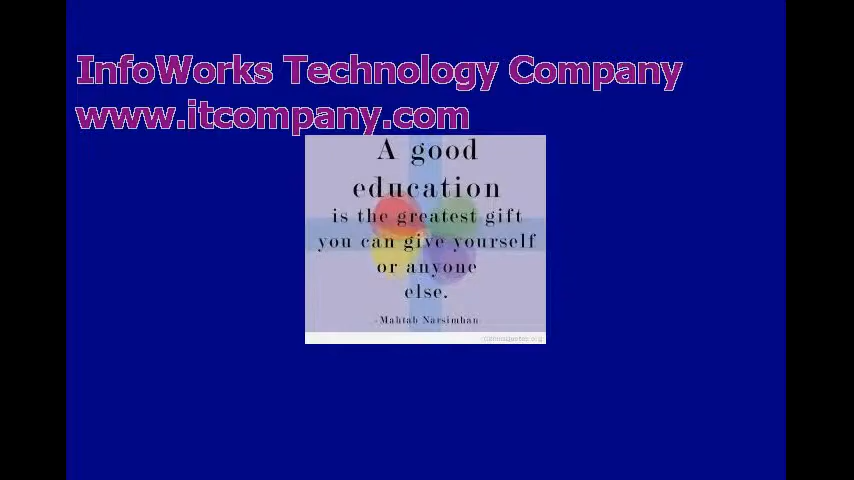 InfoWorks Technology Company
www.itcompany.com
A good
education
is the greatest gift
you can give yourself
or anyone
else.
-Mahtab Narsimhan